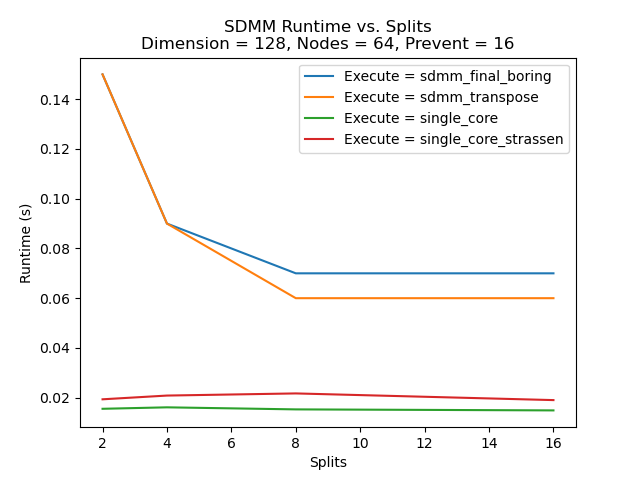 SDMM Runtime vs. Splits
Dimension = 128, Nodes = 64, Prevent = 16
Execute = sdmm_final_boring
Execute = sdmm_transpose
Execute = single_core
Execute = single_core_strassen
Runtime (s)
0.14
0.12
0.10
0.08
0.06
0.04
0.02
2 4 6 8 10 12 14 16
Splits